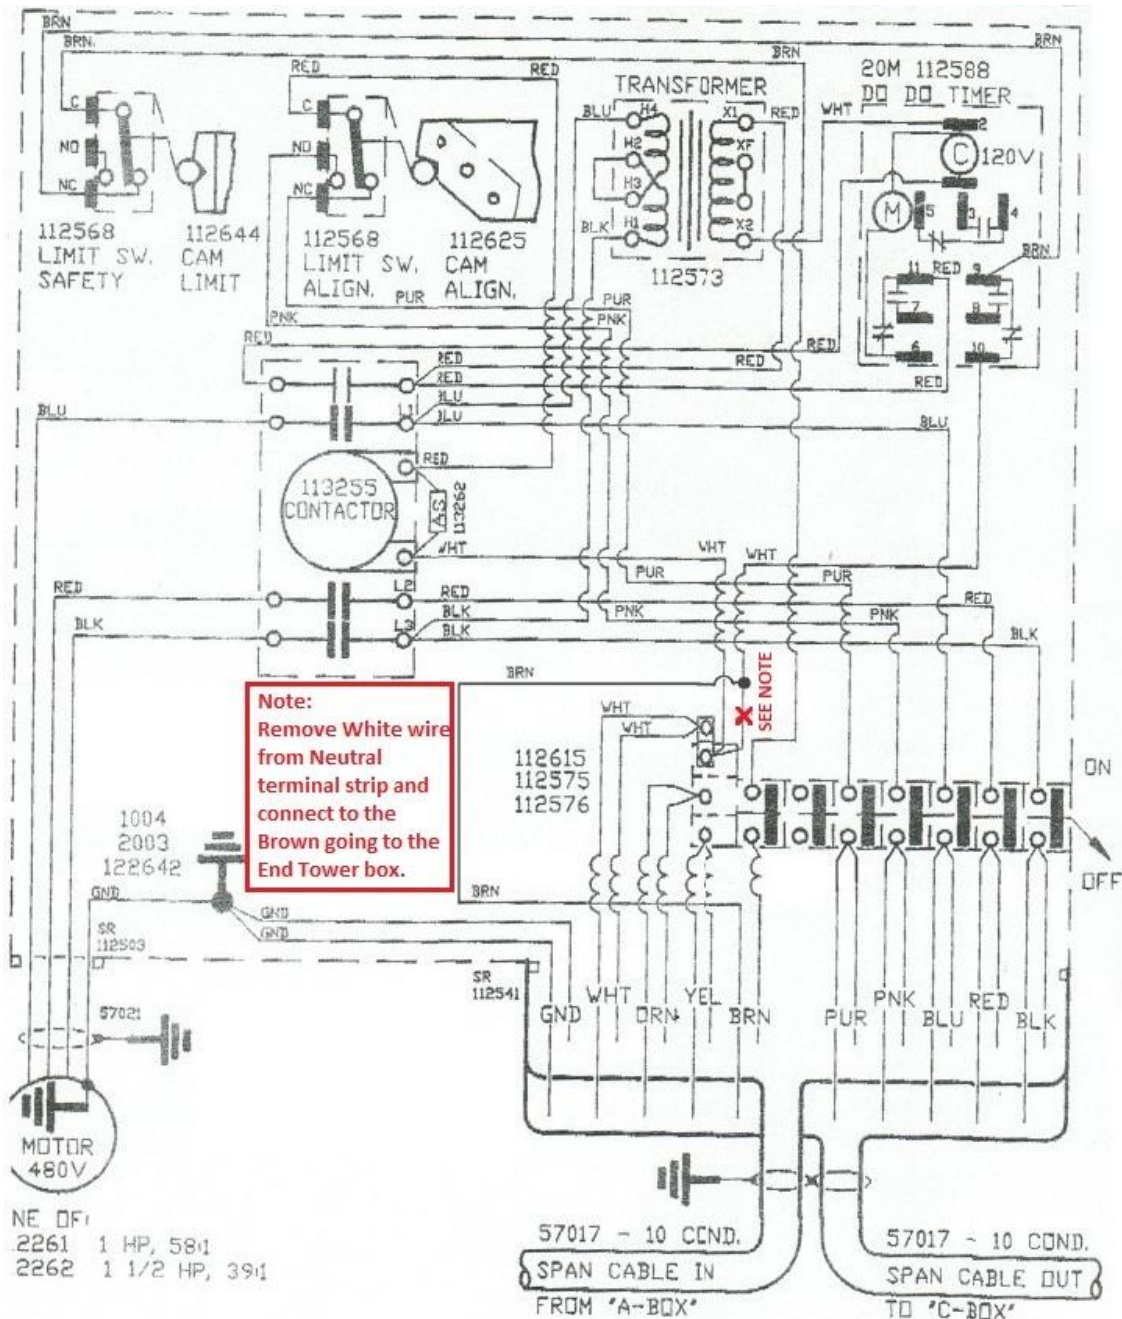 BRN
BRN
BRN.
BRN
RED
RED
TRANSFORMER
20M 112588
DO DO TIMER
BLU
H4
X1
RED
WHT
2
C
C
H2
XF
C
120V
NO
NO
H3
M
NC
NC
H1
X2
5
3
4
BLK
BRN
112568
LIMIT SW.
SAFETY
112644
CAM
LIMIT
112568
LIMIT SW.
ALIGN.
112625
CAM
ALIGN.
112573
11
RED
9
PUR
PUR
7
8
PNK
PNK
RED
RED
RED
RED
6
10
RED
RED
BLU
L1
BLU
BLU
BLU
RED
113255
CONTACTOR
AS
113262
WHT
WHT
WHT
PUR
PUR
RED
L2
RED
RED
BLK
PNK
PNK
BLK
L3
BLK
BLK
BRN
SEE NOTE
Note:
Remove White wire
from Neutral
terminal strip and
connect to the
Brown going to the
End Tower box.
WHT
WHT
112615
112575
112576
ON
OFF
1004
2003
122642
BRN
GND
GND
GND
SR
112503
SR
112541
57021
GND
WHT
ORN
YEL
BRN
PUR
PNK
BLU
RED
BLK
MOTOR
480V
NE OF:
2261 1 HP, 58:1
2262 1 1/2 HP, 39:1
57017 - 10 COND.
SPAN CABLE IN
FROM "A-BOX"
57017 - 10 COND.
SPAN CABLE OUT
TO "C-BOX"